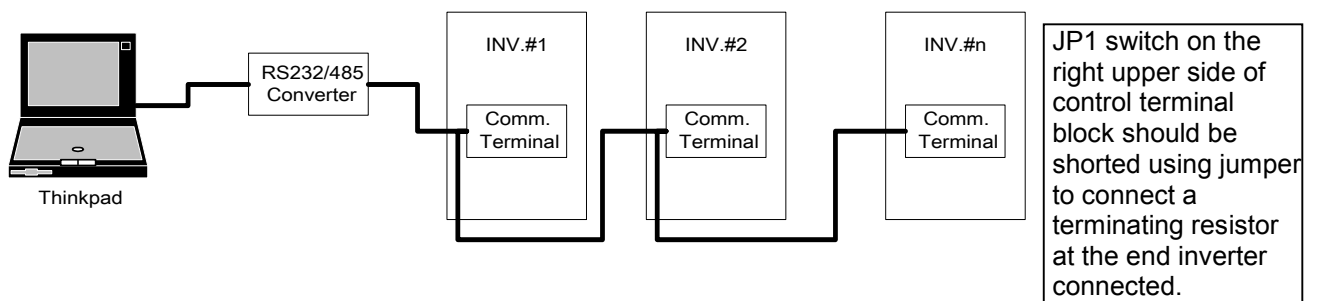 Thinkpad
RS232/485
Converter
INV.#1
Comm.
Terminal
INV.#2
Comm.
Terminal
INV.#n
Comm.
Terminal
JP1 switch on the
right upper side of
control terminal
block should be
shorted using jumper
to connect a
terminating resistor
at the end inverter
connected.